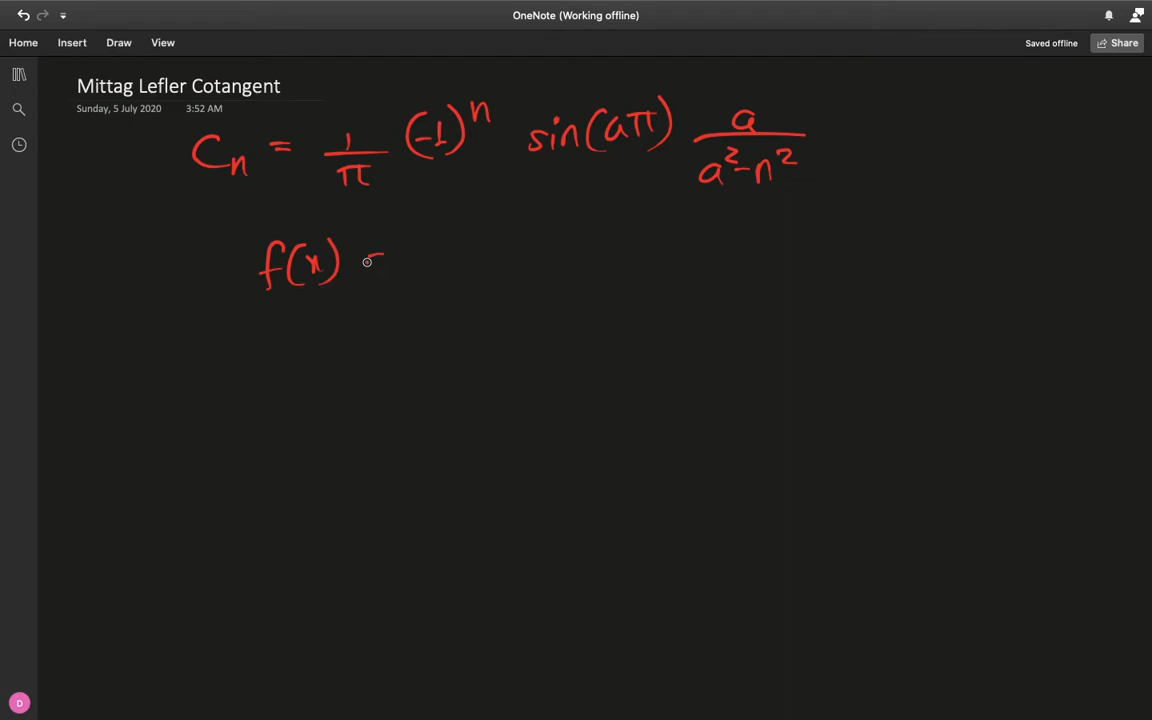 OneNote (Working offline)
Home Insert Draw View
Saved offline Share
Mittag Lefler Cotangent
Sunday, 5 July 2020 3:52 AM
Cₙ = 1/π (-1)ⁿ sin(aπ) a/(a²-n²)
f(x) -
D